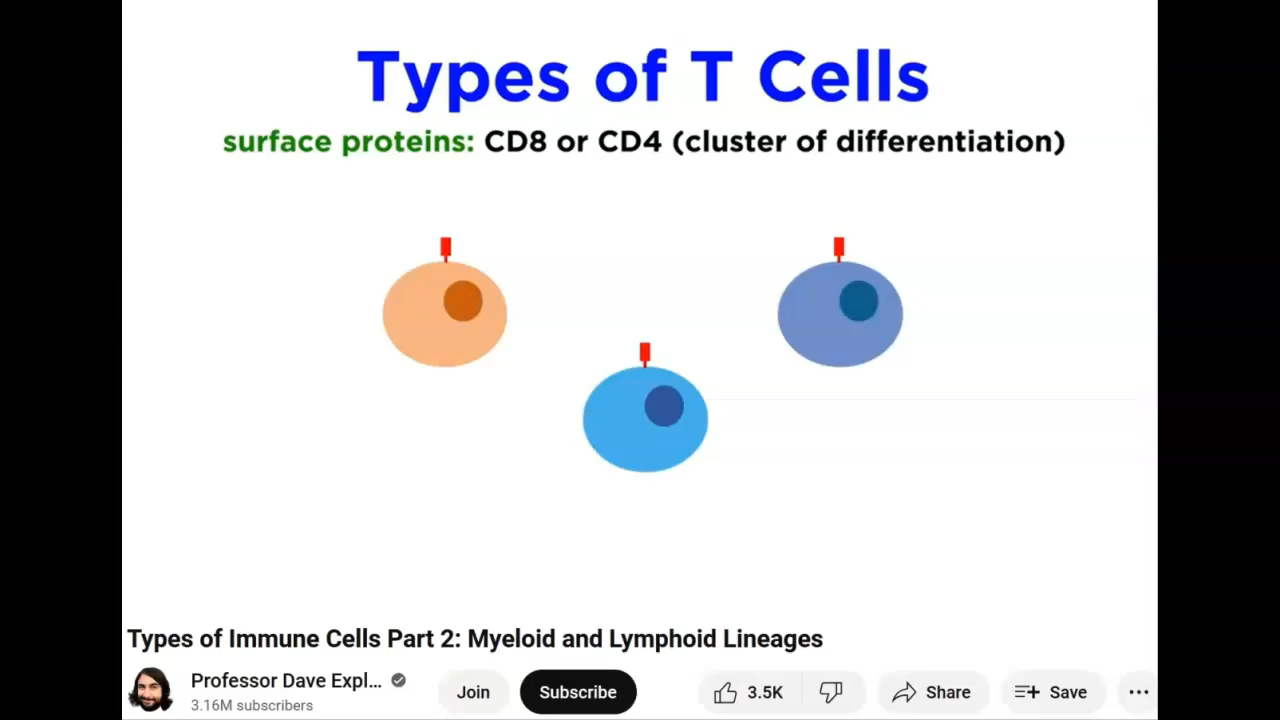 Types of T Cells
surface proteins: CD8 or CD4 (cluster of differentiation)
Types of Immune Cells Part 2: Myeloid and Lymphoid Lineages
Professor Dave Expl...
3.16M subscribers
Join
Subscribe
3.5K
Share
Save